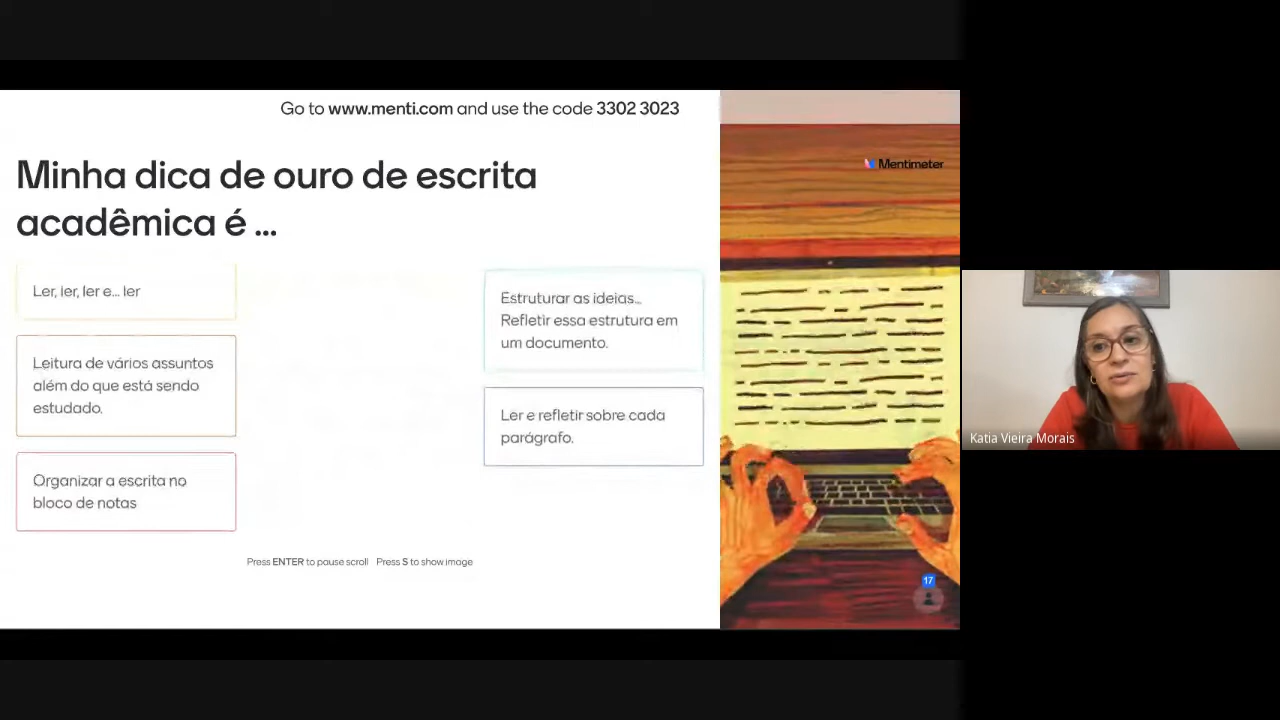 Go to www.menti.com and use the code 3302 3023
Mentimeter
Minha dica de ouro de escrita
acadêmica é ...
Ler, ler, ler e... ler
Leitura de vários assuntos
além do que está sendo
estudado.
Organizar a escrita no
bloco de notas
Estruturar as ideias...
Refletir essa estrutura em
um documento.
Ler e refletir sobre cada
parágrafo.
Press ENTER to pause scroll Press S to show image
17
Katia Vieira Morais